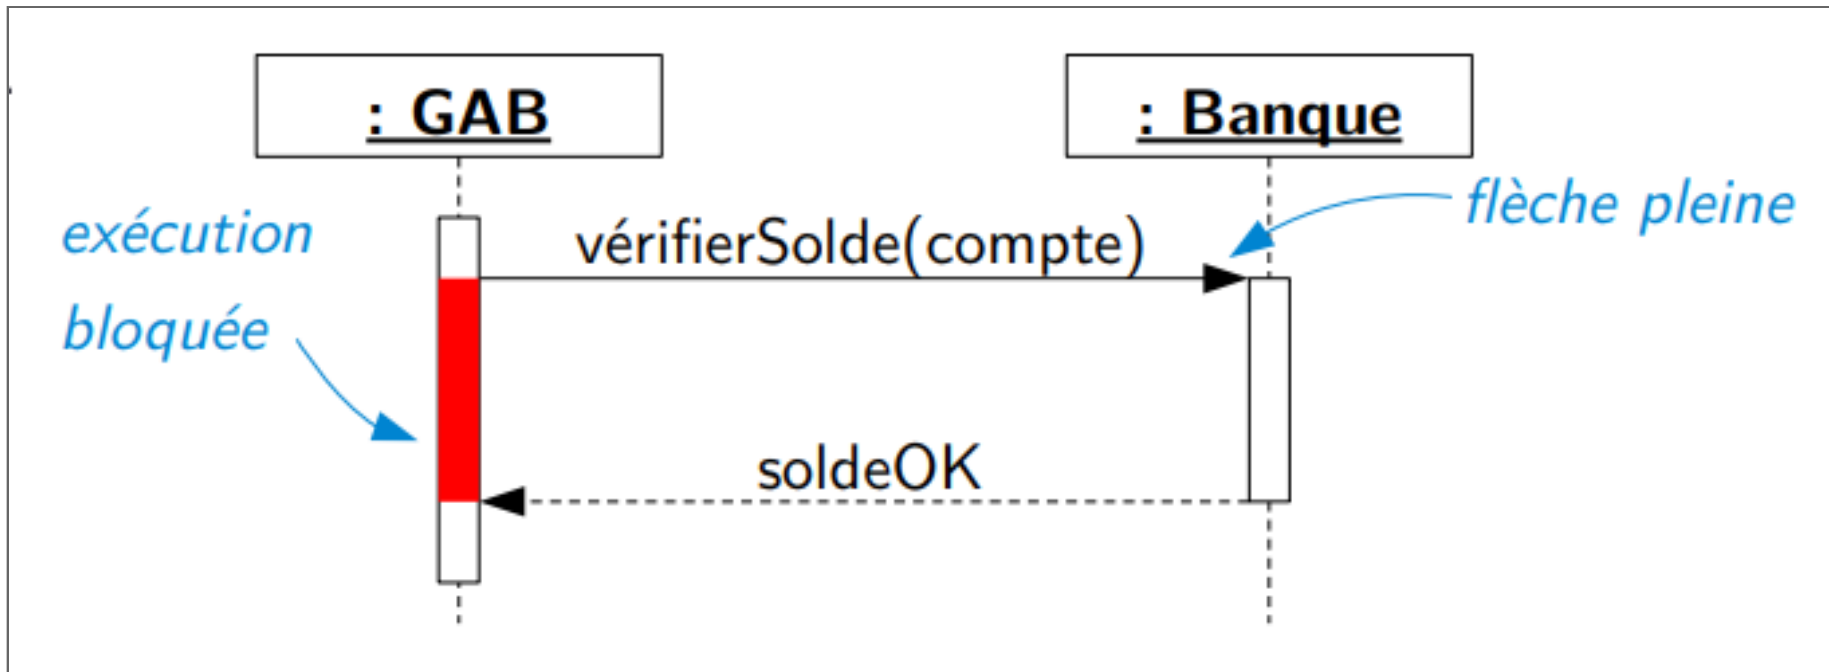 : GAB
: Banque
flèche pleine
exécution
bloquée
vérifierSolde(compte)
soldeOK